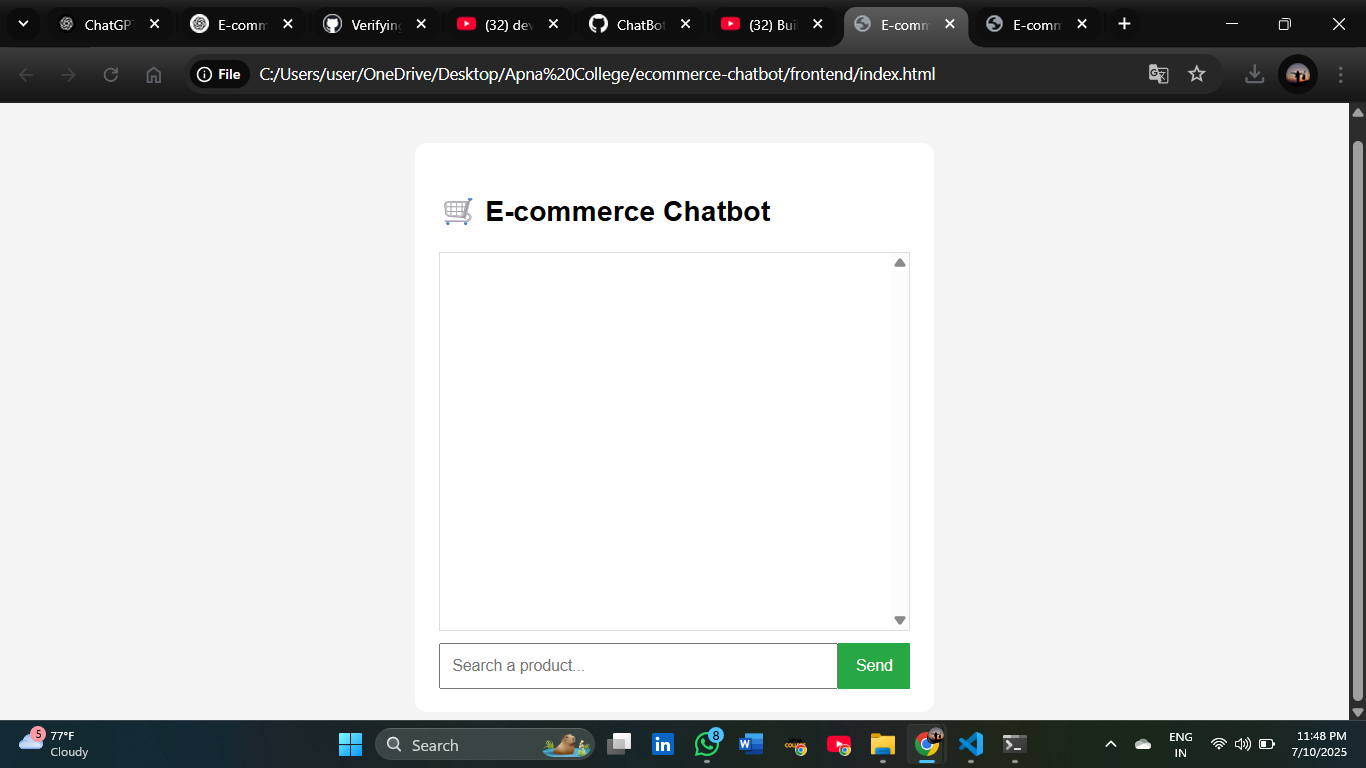 ChatGP
E-comm
Verifying
(32) dev
ChatBot
(32) Buil
E-comm
E-comm
File
C:/Users/user/OneDrive/Desktop/Apna%20College/ecommerce-chatbot/frontend/index.html
E-commerce Chatbot
Search a product...
Send
5
77°F
Cloudy
Search
8
ENG
IN
11:48 PM
7/10/2025